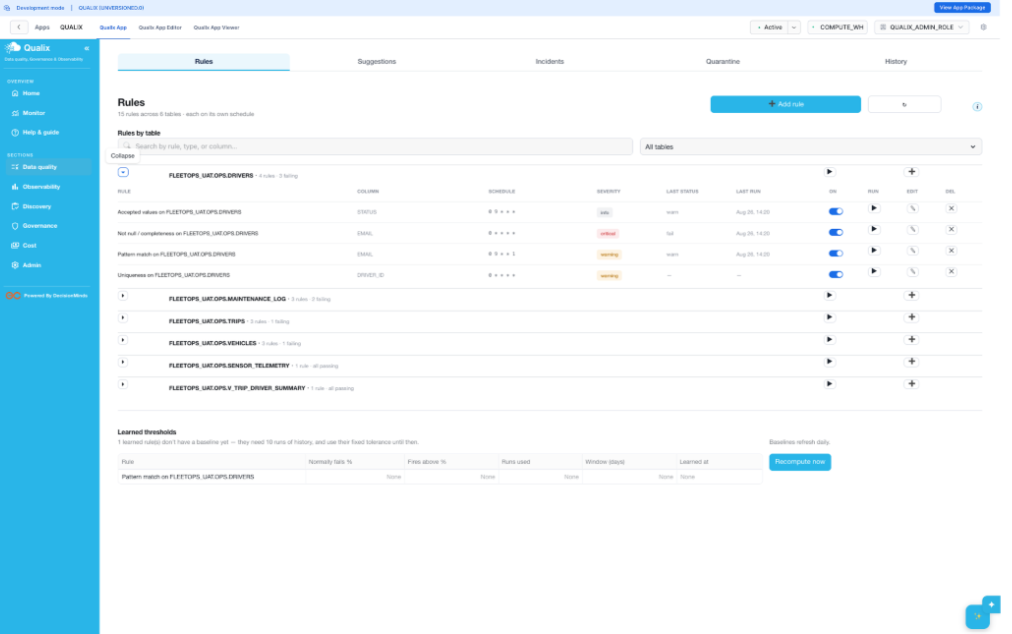 Development mode | QUALIX (UNVERSIONED.0)
View App Package
Apps QUALIX Qualix App Qualix App Editor Qualix App Viewer
Active COMPUTE_WH QUALIX_ADMIN_ROLE
Qualix «
Data quality, Governance & Observability
OVERVIEW
Home
Monitor
Help & guide
SECTIONS
Data quality
Observability
Discovery
Governance
Cost
Admin
Powered By DecisionMinds
Rules Suggestions Incidents Quarantine History
Rules
15 rules across 6 tables · each on its own schedule
+ Add rule
Rules by table
Search by rule, type, or column...
All tables
Collapse
FLEETOPS_UAT.OPS.DRIVERS · 4 rules · 3 failing
RULE COLUMN SCHEDULE SEVERITY LAST STATUS LAST RUN ON RUN EDIT DEL
Accepted values on FLEETOPS_UAT.OPS.DRIVERS STATUS info warn Aug 26, 14:20
Not null / completeness on FLEETOPS_UAT.OPS.DRIVERS EMAIL critical fail Aug 26, 14:20
Pattern match on FLEETOPS_UAT.OPS.DRIVERS EMAIL warning warn Aug 26, 14:20
Uniqueness on FLEETOPS_UAT.OPS.DRIVERS DRIVER_ID warning — —
FLEETOPS_UAT.OPS.MAINTENANCE_LOG rules failing
FLEETOPS_UAT.OPS.TRIPS rules · 1 failing
FLEETOPS_UAT.OPS.VEHICLES rules · 1 failing
FLEETOPS_UAT.OPS.SENSOR_TELEMETRY · 1 rule · all passing
FLEETOPS_UAT.OPS.V_TRIP_DRIVER_SUMMARY · 1 rule · all passing
Learned thresholds
1 learned rule(s) don't have a baseline yet — they need 10 runs of history, and use their fixed tolerance until then.
Baselines refresh daily.
Rule Normally fails % Fires above % Runs used Window (days) Learned at
Recompute now
Pattern match on FLEETOPS_UAT.OPS.DRIVERS None None None None None